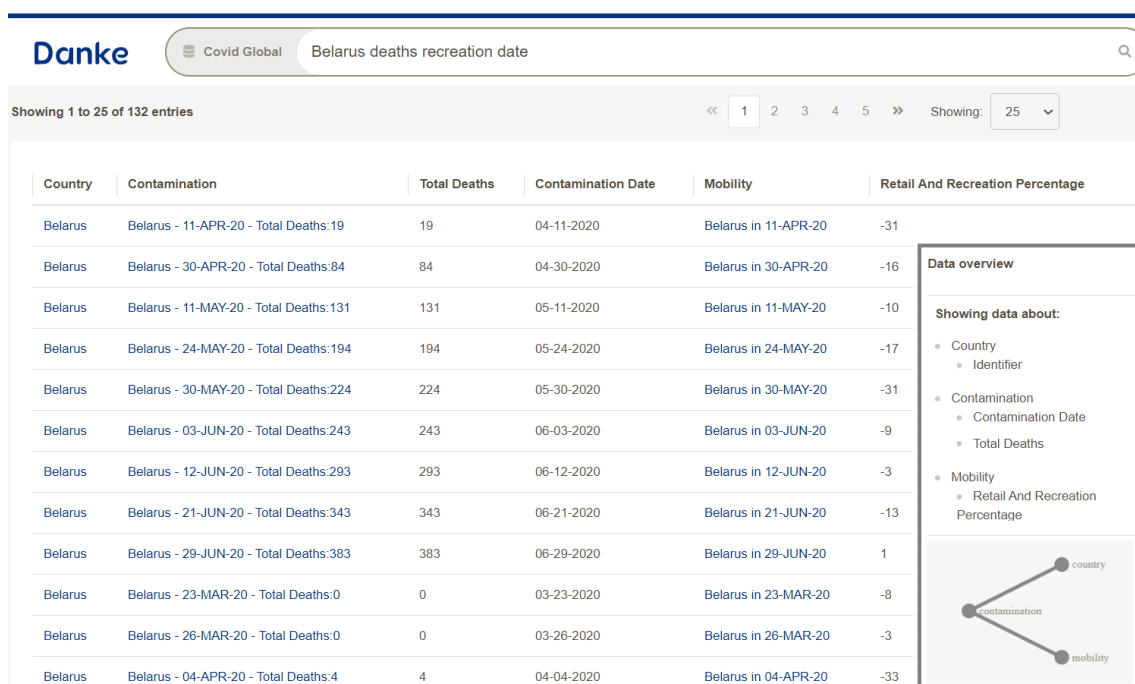 Danke
Covid Global
Belarus deaths recreation date
Showing 1 to 25 of 132 entries
« 1 2 3 4 5 » Showing: 25
Country Contamination Total Deaths Contamination Date Mobility Retail And Recreation Percentage
Belarus Belarus - 11-APR-20 - Total Deaths:19 19 04-11-2020 Belarus in 11-APR-20 -31
Belarus Belarus - 30-APR-20 - Total Deaths:84 84 04-30-2020 Belarus in 30-APR-20 -16
Belarus Belarus - 11-MAY-20 - Total Deaths:131 131 05-11-2020 Belarus in 11-MAY-20 -10
Belarus Belarus - 24-MAY-20 - Total Deaths:194 194 05-24-2020 Belarus in 24-MAY-20 -17
Belarus Belarus - 30-MAY-20 - Total Deaths:224 224 05-30-2020 Belarus in 30-MAY-20 -31
Belarus Belarus - 03-JUN-20 - Total Deaths:243 243 06-03-2020 Belarus in 03-JUN-20 -9
Belarus Belarus - 12-JUN-20 - Total Deaths:293 293 06-12-2020 Belarus in 12-JUN-20 -3
Belarus Belarus - 21-JUN-20 - Total Deaths:343 343 06-21-2020 Belarus in 21-JUN-20 -13
Belarus Belarus - 29-JUN-20 - Total Deaths:383 383 06-29-2020 Belarus in 29-JUN-20 1
Belarus Belarus - 23-MAR-20 - Total Deaths:0 0 03-23-2020 Belarus in 23-MAR-20 -8
Belarus Belarus - 26-MAR-20 - Total Deaths:0 0 03-26-2020 Belarus in 26-MAR-20 -3
Belarus Belarus - 04-APR-20 - Total Deaths:4 4 04-04-2020 Belarus in 04-APR-20 -33
Data overview
Showing data about:
Country
Identifier
Contamination
Contamination Date
Total Deaths
Mobility
Retail And Recreation
Percentage
country
contamination
mobility